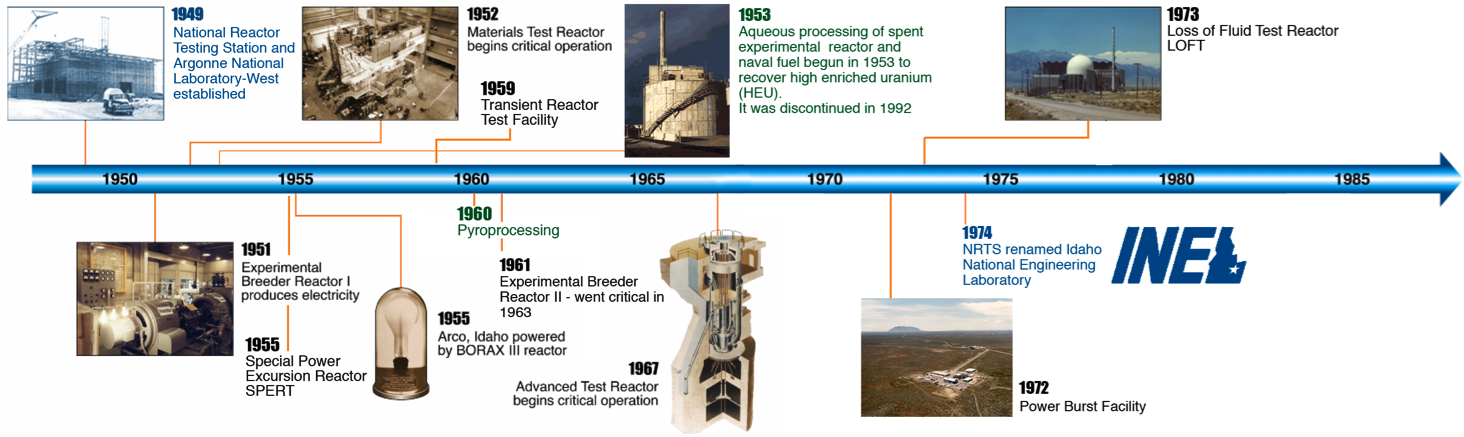 1949
National Reactor
Testing Station and
Argonne National
Laboratory-West
established
1952
Materials Test Reactor
begins critical operation
1959
Transient Reactor
Test Facility
1953
Aqueous processing of spent
experimental reactor and
naval fuel begun in 1953 to
recover high enriched uranium
(HEU).
It was discontinued in 1992
1973
Loss of Fluid Test Reactor
LOFT
1950
1955
1960
1965
1970
1975
1980
1985
1951
Experimental
Breeder Reactor I
produces electricity
1955
Special Power
Excursion Reactor
SPERT
1955
Arco, Idaho powered
by BORAX III reactor
1960
Pyroprocessing
1961
Experimental Breeder
Reactor II - went critical in
1963
1967
Advanced Test Reactor
begins critical operation
1972
Power Burst Facility
1974
NRTS renamed Idaho
National Engineering
Laboratory
INEL